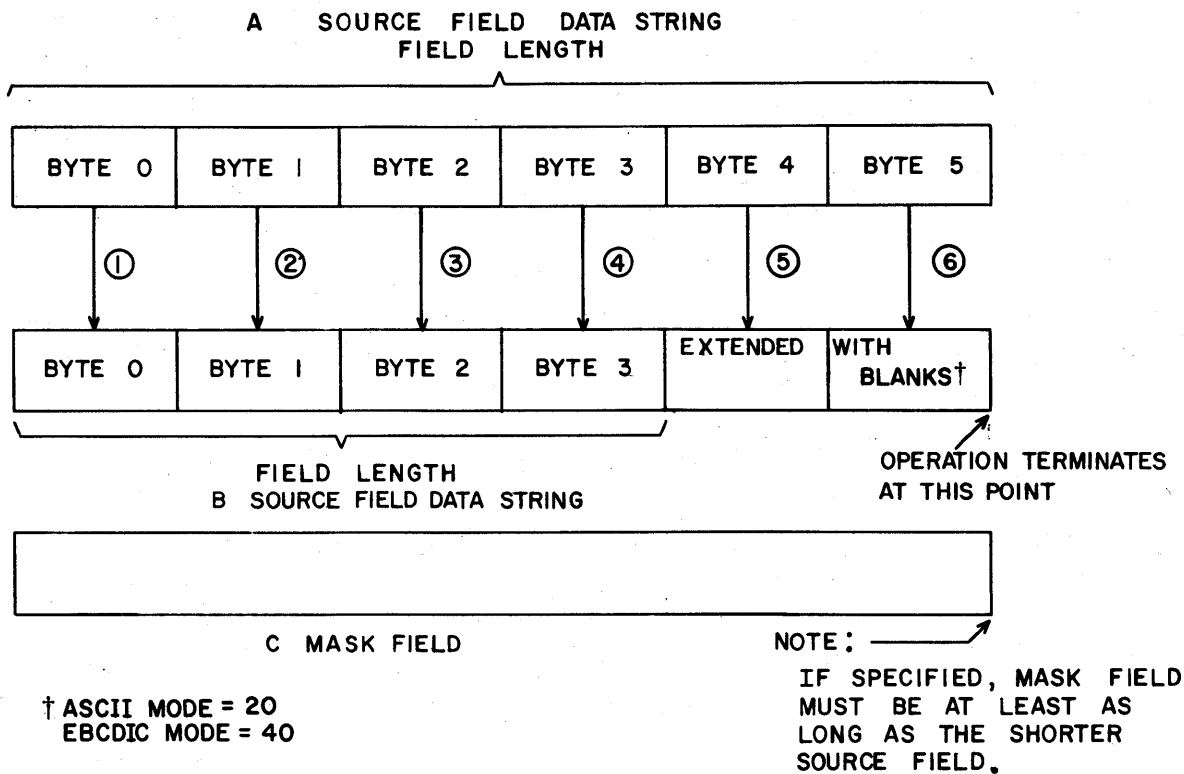 A SOURCE FIELD DATA STRING
FIELD LENGTH
BYTE 0 BYTE 1 BYTE 2 BYTE 3 BYTE 4 BYTE 5
1 2 3 4 5 6
BYTE 0 BYTE 1 BYTE 2 BYTE 3 EXTENDED WITH BLANKS†
FIELD LENGTH
B SOURCE FIELD DATA STRING
OPERATION TERMINATES
AT THIS POINT
C MASK FIELD
NOTE:
IF SPECIFIED, MASK FIELD
MUST BE AT LEAST AS
LONG AS THE SHORTER
SOURCE FIELD.
† ASCII MODE = 20
EBCDIC MODE = 40